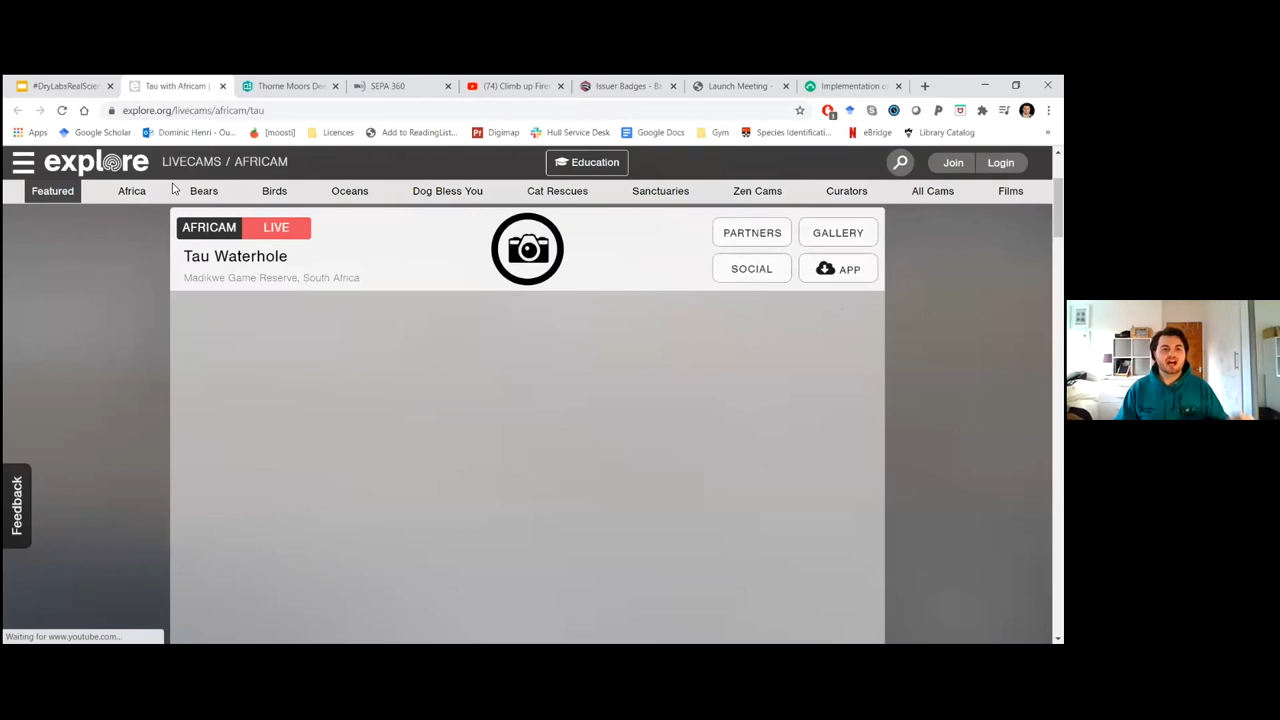 #DryLabsRealScien
Tau with Africam |
Thorne Moors De
SEPA 360
(74) Climb up Fire
Issuer Badges - Ba
Launch Meeting -
Implementation o
explore.org/livecams/africam/tau
Apps
Google Scholar
Dominic Henri - Ou...
[moosti]
Licences
Add to ReadingList...
Digimap
Hull Service Desk
Google Docs
Gym
Species Identificati...
eBridge
Library Catalog
»
explore
LIVECAMS / AFRICAM
Education
Join
Login
Featured
Africa
Bears
Birds
Oceans
Dog Bless You
Cat Rescues
Sanctuaries
Zen Cams
Curators
All Cams
Films
AFRICAM LIVE
Tau Waterhole
Madikwe Game Reserve, South Africa
PARTNERS
GALLERY
SOCIAL
APP
Feedback
Waiting for www.youtube.com...